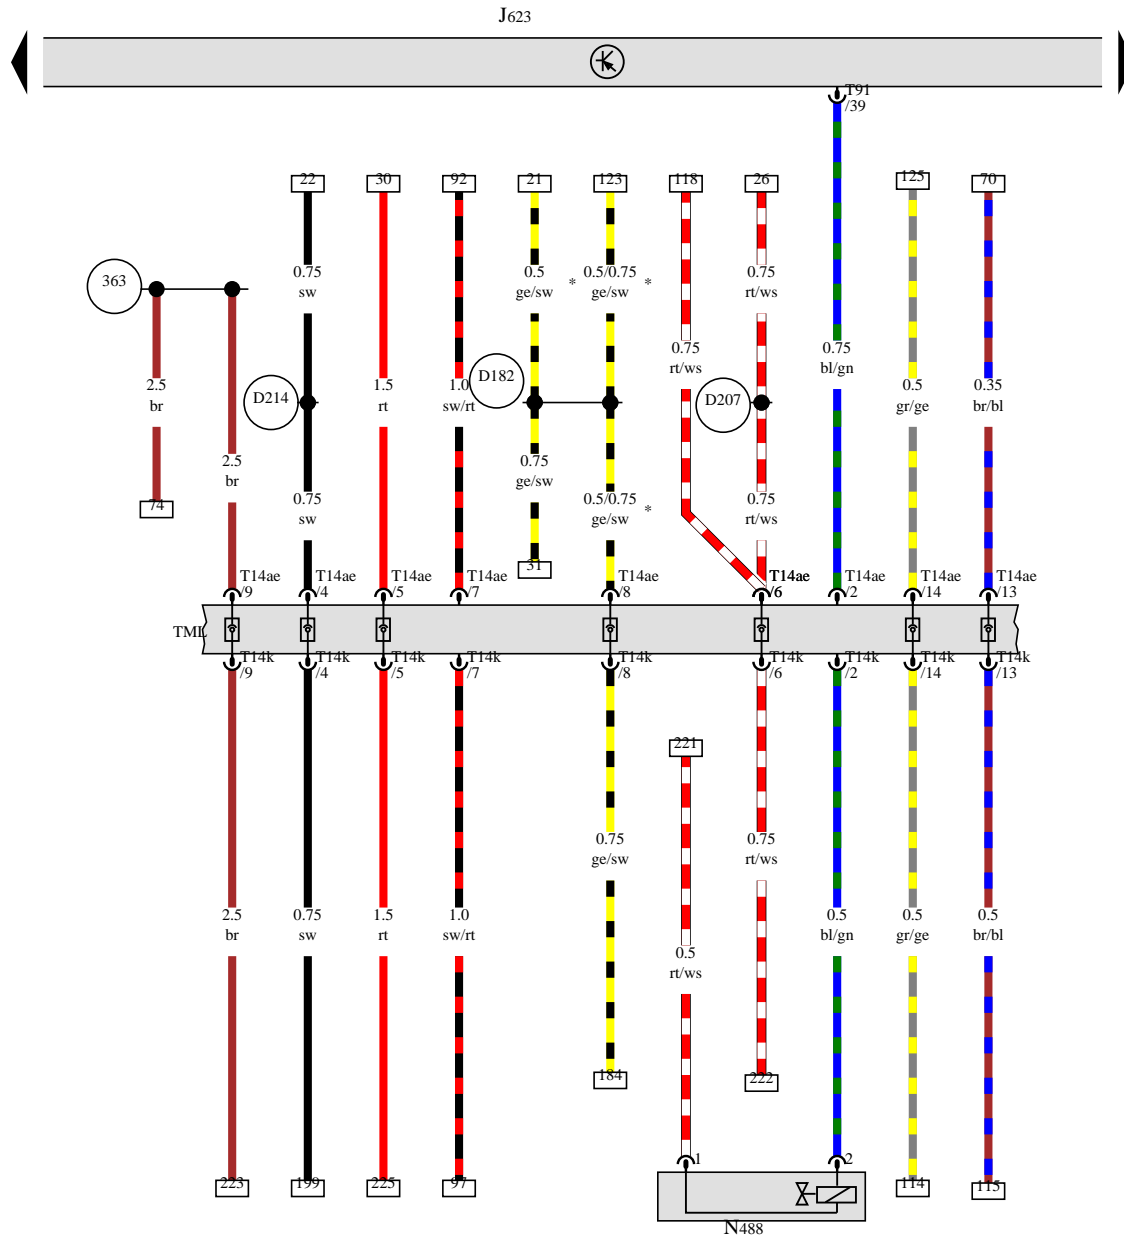 J623
T91
/39
22 30 92 21 123 118 26 125 70
363
0.75 0.5 * 0.5/0.75 * 0.75
sw ge/sw ge/sw rt/ws
0.75 0.75
rt/ws bl/gn
D182
2.5 1.5 1.0 0.5 0.35
br rt sw/rt gr/ge br/bl
D214 D207
2.5 0.75
br ge/sw
0.75 0.5/0.75 * 0.75
sw ge/sw rt/ws
74
31
T14ae T14ae T14ae T14ae T14ae T14ae T14ae T14ae
/9 /4 /5 /7 /8 /6 /2 /14 /13
T14ae
TML
T14k T14k T14k T14k T14k T14k T14k T14k T14k
/9 /4 /5 /7 /8 /6 /2 /14 /13
221
0.75 0.75
ge/sw rt/ws
2.5 0.75 1.5 1.0 0.5 0.5 0.5
br sw rt sw/rt bl/gn gr/ge br/bl
0.5
rt/ws
184 222
1 2
223 199 225 97 114 115
N488